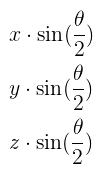 x · sin(θ/2)
y · sin(θ/2)
z · sin(θ/2)